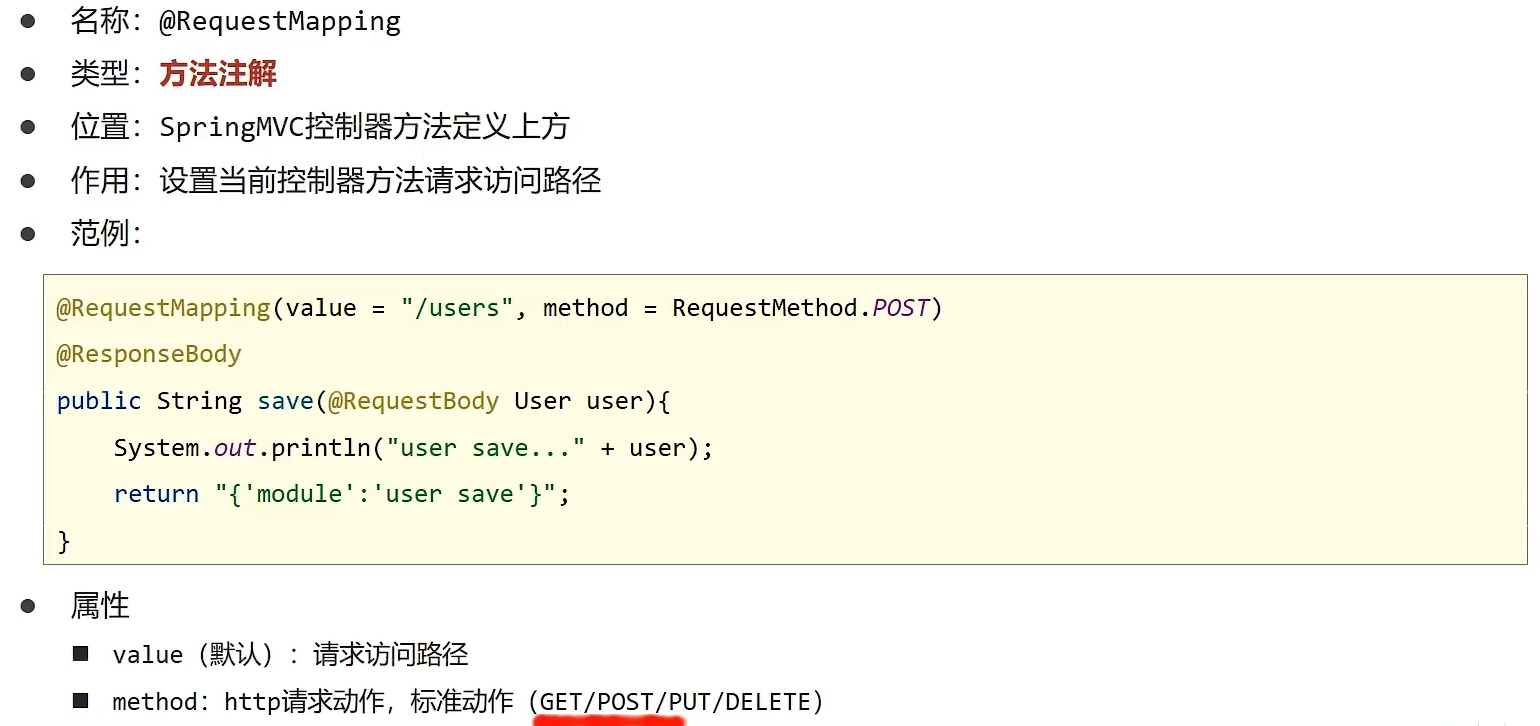 名称：@RequestMapping
类型：方法注解
位置：SpringMVC控制器方法定义上方
作用：设置当前控制器方法请求访问路径
范例：
@RequestMapping(value = "/users", method = RequestMethod.POST)
@ResponseBody
public String save(@RequestBody User user){
    System.out.println("user save..." + user);
    return "{'module':'user save'}";
}
属性
value（默认）：请求访问路径
method：http请求动作，标准动作（GET/POST/PUT/DELETE）